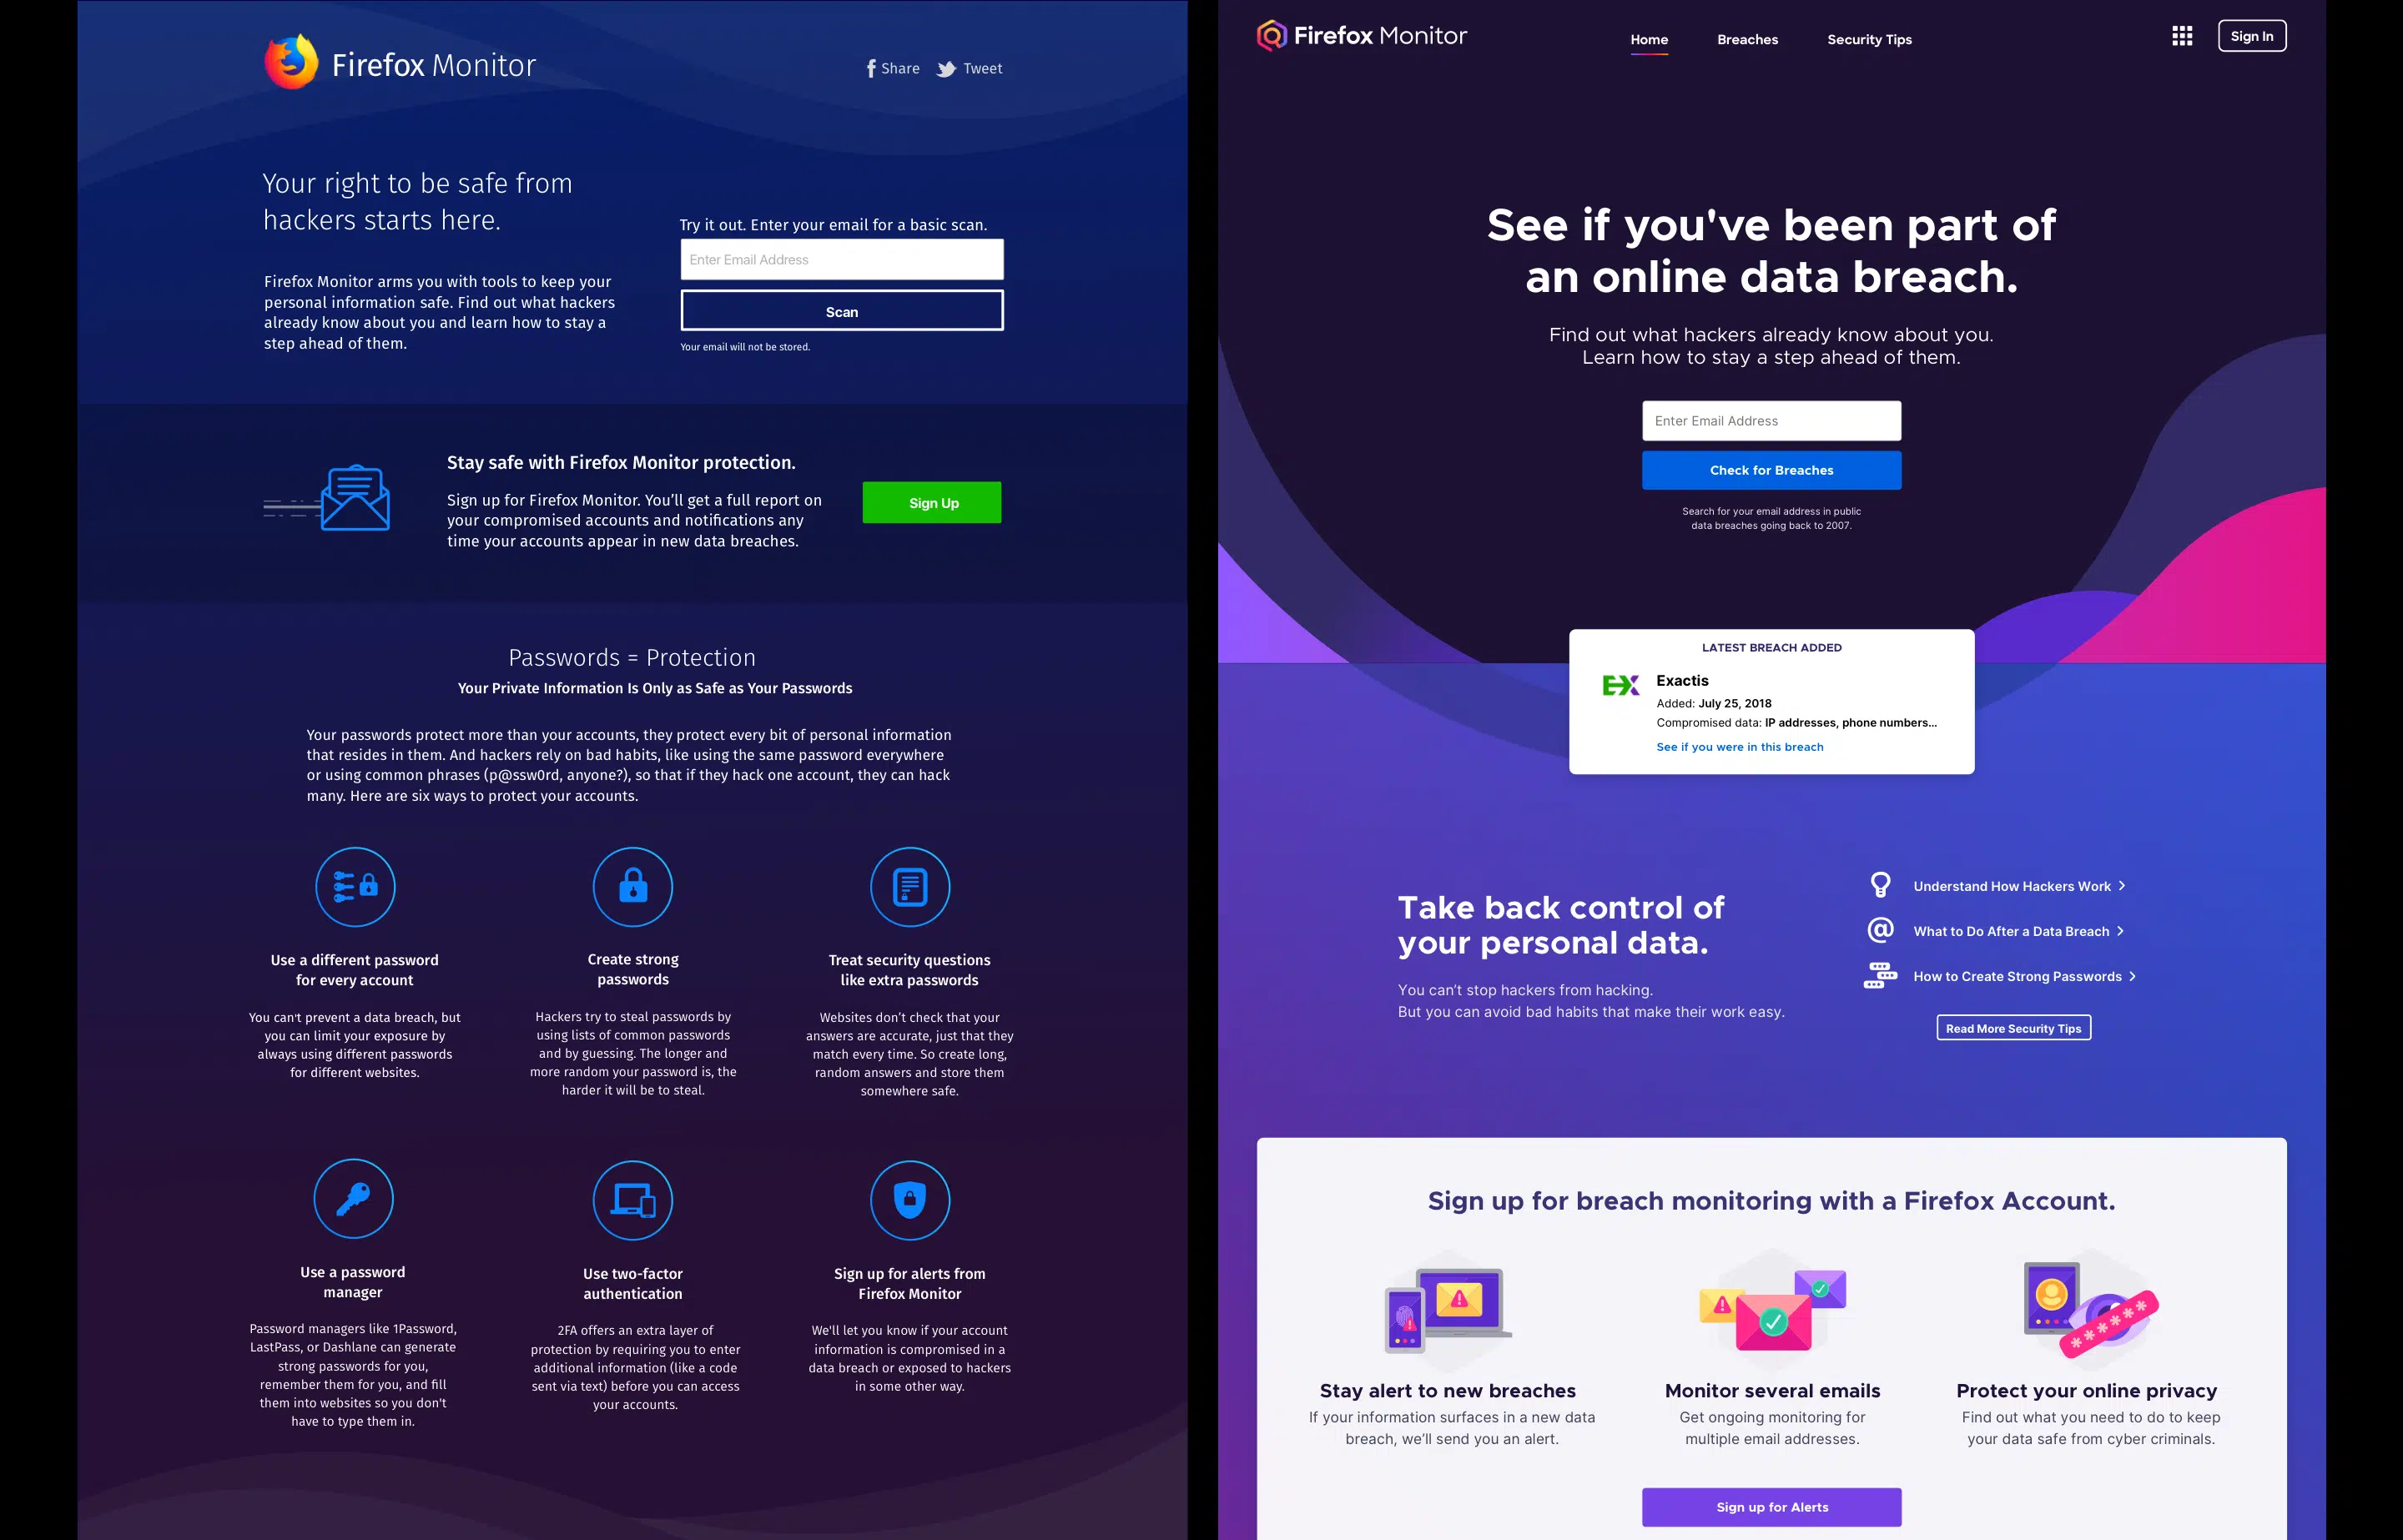 Firefox Monitor
Share
Tweet
Your right to be safe from
hackers starts here.
Firefox Monitor arms you with tools to keep your
personal information safe. Find out what hackers
already know about you and learn how to stay a
step ahead of them.
Try it out. Enter your email for a basic scan.
Enter Email Address
Scan
Your email will not be stored.
Stay safe with Firefox Monitor protection.
Sign up for Firefox Monitor. You’ll get a full report on
your compromised accounts and notifications any
time your accounts appear in new data breaches.
Sign Up
Passwords = Protection
Your Private Information Is Only as Safe as Your Passwords
Your passwords protect more than your accounts, they protect every bit of personal information
that resides in them. And hackers rely on bad habits, like using the same password everywhere
or using common phrases (p@ssw0rd, anyone?), so that if they hack one account, they can hack
many. Here are six ways to protect your accounts.
Use a different password
for every account
You can't prevent a data breach, but
you can limit your exposure by
always using different passwords
for different websites.
Create strong
passwords
Hackers try to steal passwords by
using lists of common passwords
and by guessing. The longer and
more random your password is, the
harder it will be to steal.
Treat security questions
like extra passwords
Websites don’t check that your
answers are accurate, just that they
match every time. So create long,
random answers and store them
somewhere safe.
Use a password
manager
Password managers like 1Password,
LastPass, or Dashlane can generate
strong passwords for you,
remember them for you, and fill
them into websites so you don't
have to type them in.
Use two-factor
authentication
2FA offers an extra layer of
protection by requiring you to enter
additional information (like a code
sent via text) before you can access
your accounts.
Sign up for alerts from
Firefox Monitor
We'll let you know if your account
information is compromised in a
data breach or exposed to hackers
in some other way.
Firefox Monitor
Home
Breaches
Security Tips
Sign In
See if you've been part of
an online data breach.
Find out what hackers already know about you.
Learn how to stay a step ahead of them.
Enter Email Address
Check for Breaches
Search for your email address in public
data breaches going back to 2007.
LATEST BREACH ADDED
EX
Exactis
Added: July 25, 2018
Compromised data: IP addresses, phone numbers...
See if you were in this breach
Take back control of
your personal data.
You can’t stop hackers from hacking.
But you can avoid bad habits that make their work easy.
Understand How Hackers Work
@ What to Do After a Data Breach
How to Create Strong Passwords
Read More Security Tips
Sign up for breach monitoring with a Firefox Account.
Stay alert to new breaches
If your information surfaces in a new data
breach, we’ll send you an alert.
Monitor several emails
Get ongoing monitoring for
multiple email addresses.
Protect your online privacy
Find out what you need to do to keep
your data safe from cyber criminals.
Sign up for Alerts